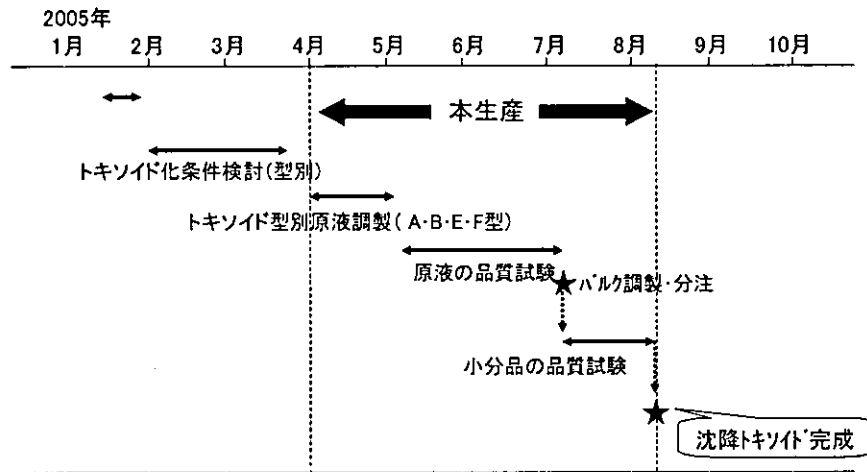 2005年
1月 2月 3月 4月 5月 6月 7月 8月 9月 10月
本生産
トキソイド化条件検討(型別)
トキソイド型別原液調製(A・B・E・F型)
原液の品質試験
バルク調製・分注
小分品の品質試験
沈降トキソイド完成